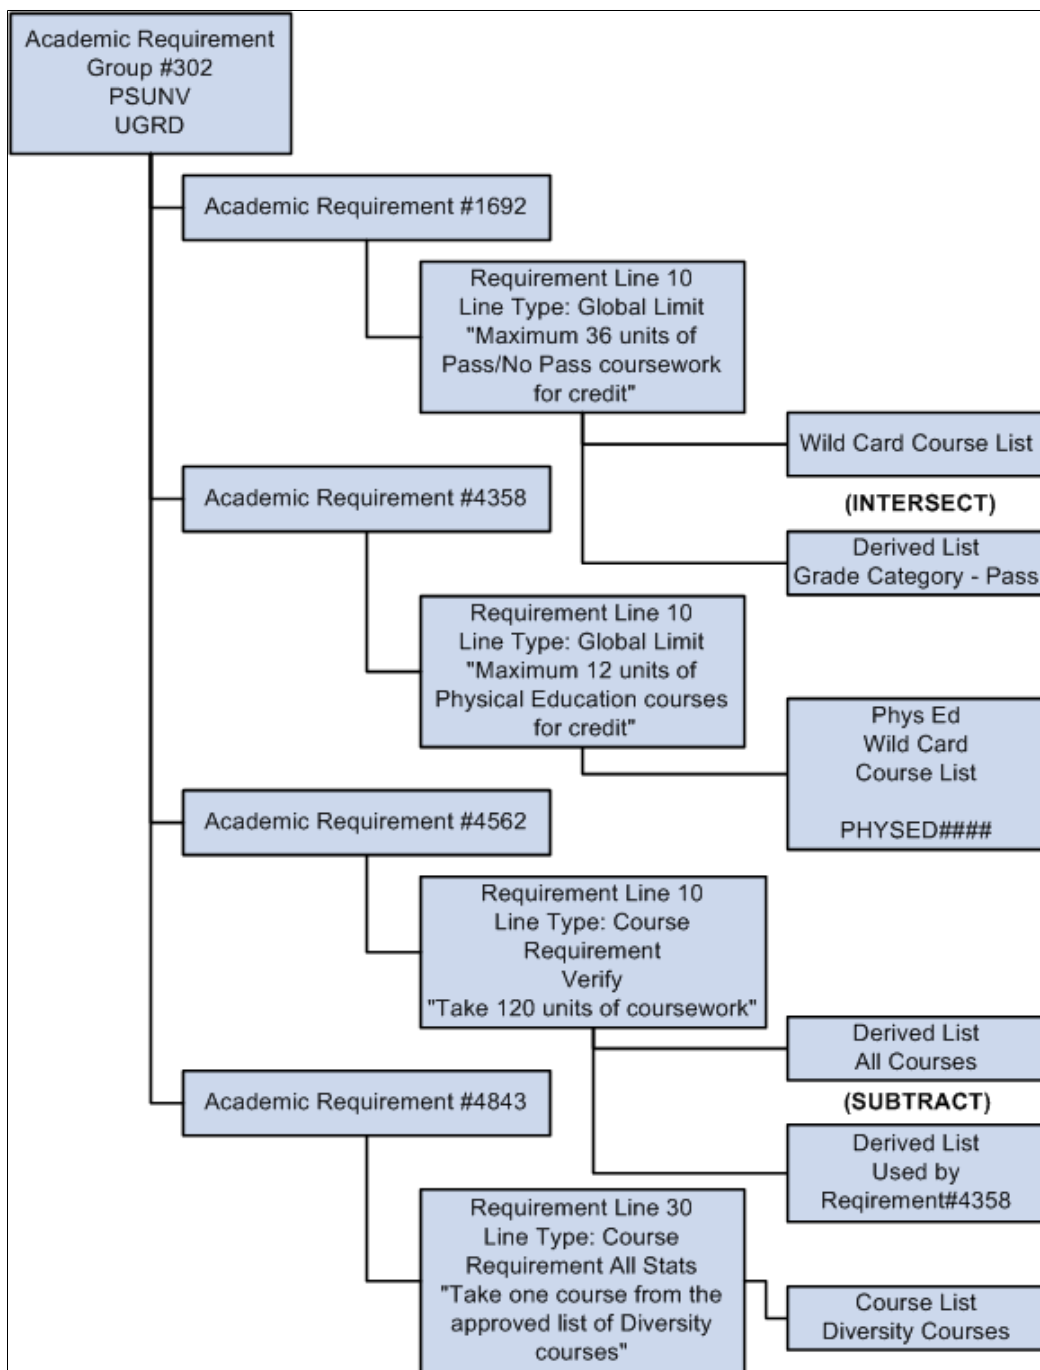 Academic Requirement
Group #302
PSUNV
UGRD
Academic Requirement #1692
Requirement Line 10
Line Type: Global Limit
"Maximum 36 units of
Pass/No Pass coursework
for credit"
Wild Card Course List
(INTERSECT)
Derived List
Grade Category - Pass
Academic Requirement #4358
Requirement Line 10
Line Type: Global Limit
"Maximum 12 units of
Physical Education courses
for credit"
Phys Ed
Wild Card
Course List
PHYSED####
Academic Requirement #4562
Requirement Line 10
Line Type: Course
Requirement
Verify
"Take 120 units of coursework"
Derived List
All Courses
(SUBTRACT)
Derived List
Used by
Reqirement#4358
Academic Requirement #4843
Requirement Line 30
Line Type: Course
Requirement All Stats
"Take one course from the
approved list of Diversity
courses"
Course List
Diversity Courses